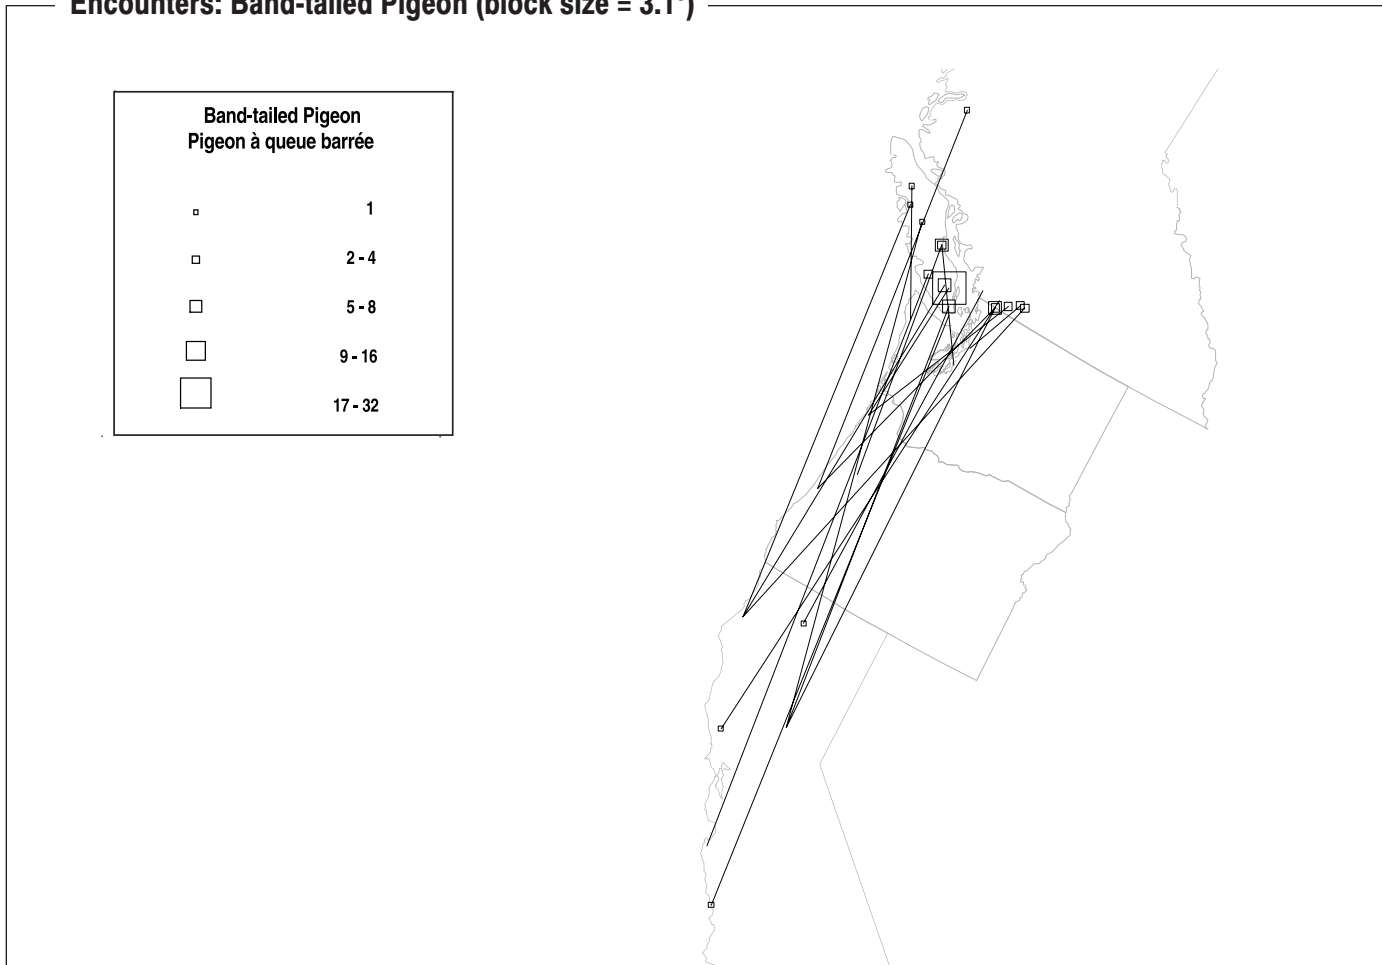 Encounters: Band-tailed Pigeon (block size = 3.1°)
Band-tailed Pigeon
Pigeon à queue barrée
1
2 - 4
5 - 8
9 - 16
17 - 32